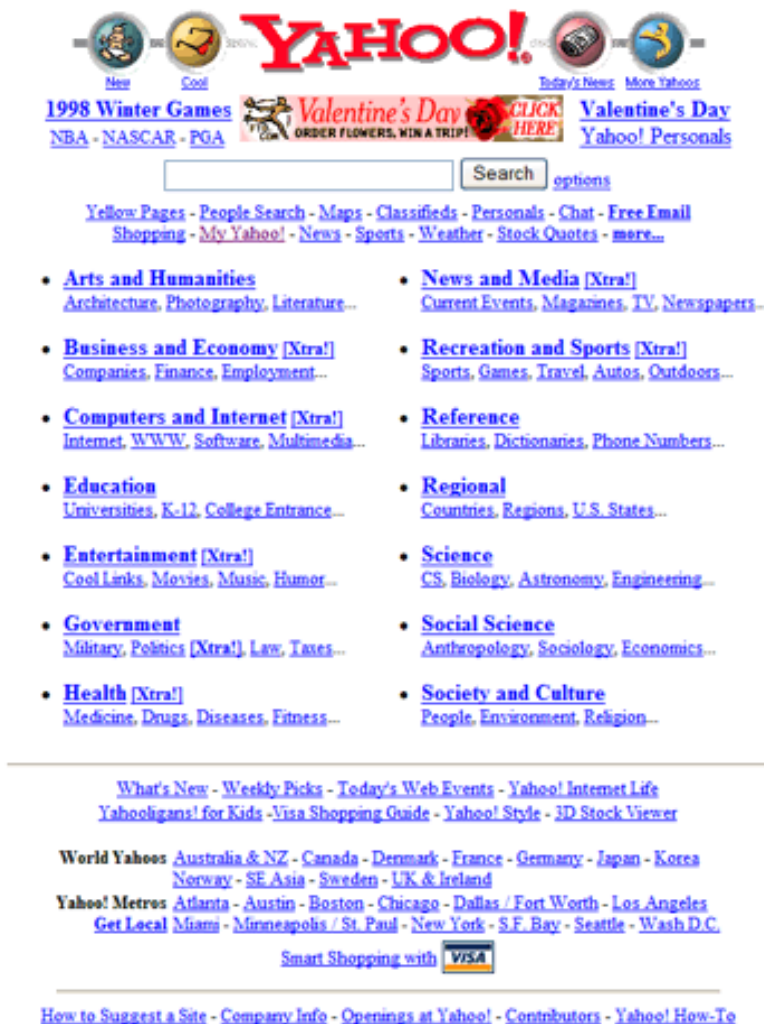 YAHOO!
New Cool Today's News More Yahoos
1998 Winter Games Valentine's Day CLICK Valentine's Day
NBA - NASCAR - PGA ORDER FLOWERS, WIN A TRIP! HERE Yahoo! Personals
Search options
Yellow Pages - People Search - Maps - Classifieds - Personals - Chat - Free Email
Shopping - My Yahoo! - News - Sports - Weather - Stock Quotes - more...
• Arts and Humanities
Architecture, Photography, Literature...
• News and Media [Xtra!]
Current Events, Magazines, TV, Newspapers..
• Business and Economy [Xtra!]
Companies, Finance, Employment...
• Recreation and Sports [Xtra!]
Sports, Games, Travel, Autos, Outdoors...
• Computers and Internet [Xtra!]
Internet, WWW, Software, Multimedia...
• Reference
Libraries, Dictionaries, Phone Numbers...
• Education
Universities, K-12, College Entrance...
• Regional
Countries, Regions, U.S. States...
• Entertainment [Xtra!]
Cool Links, Movies, Music, Humor...
• Science
CS, Biology, Astronomy, Engineering...
• Government
Military, Politics [Xtra!], Law, Taxes...
• Social Science
Anthropology, Sociology, Economics...
• Health [Xtra!]
Medicine, Drugs, Diseases, Fitness...
• Society and Culture
People, Environment, Religion...
What's New - Weekly Picks - Today's Web Events - Yahoo! Internet Life
Yahooligans! for Kids -Visa Shopping Guide - Yahoo! Style - 3D Stock Viewer
World Yahoos Australia & NZ - Canada - Denmark - France - Germany - Japan - Korea
Norway - SE Asia - Sweden - UK & Ireland
Yahoo! Metros Atlanta - Austin - Boston - Chicago - Dallas / Fort Worth - Los Angeles
Get Local Miami - Minneapolis / St. Paul - New York - S.F. Bay - Seattle - Wash D.C.
Smart Shopping with VISA
How to Suggest a Site - Company Info - Openings at Yahoo! - Contributors - Yahoo! How-To